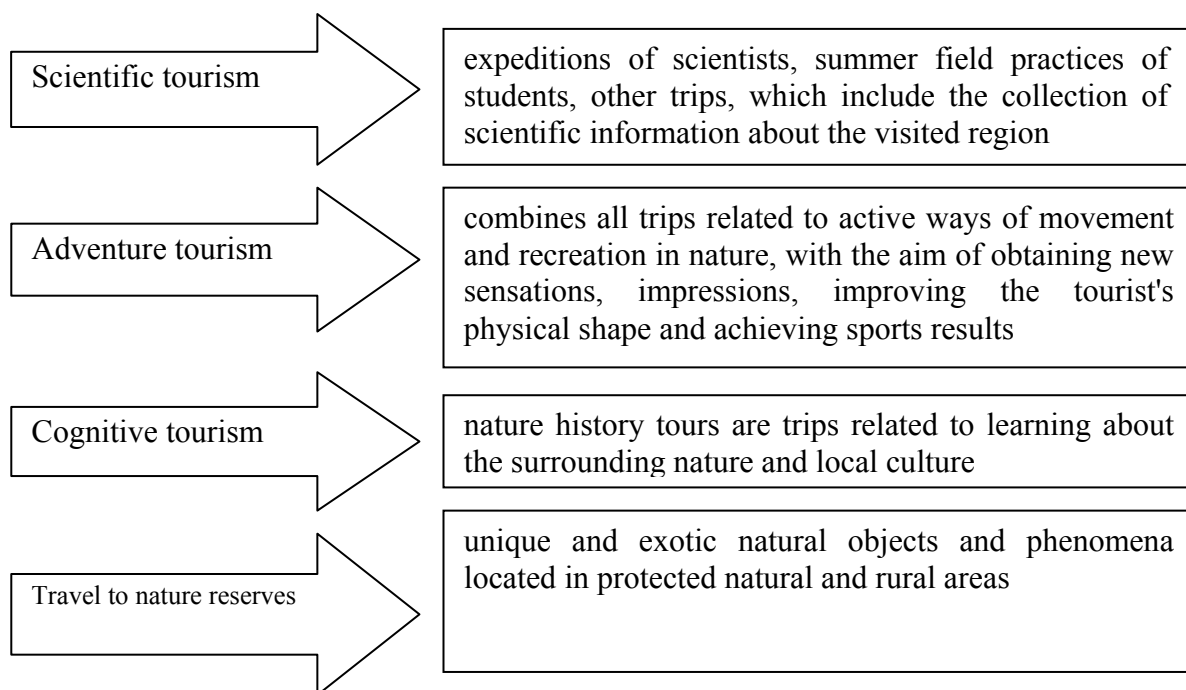 Scientific tourism
expeditions of scientists, summer field practices of
students, other trips, which include the collection of
scientific information about the visited region
Adventure tourism
combines all trips related to active ways of movement
and recreation in nature, with the aim of obtaining new
sensations, impressions, improving the tourist's
physical shape and achieving sports results
Cognitive tourism
nature history tours are trips related to learning about
the surrounding nature and local culture
Travel to nature reserves
unique and exotic natural objects and phenomena
located in protected natural and rural areas